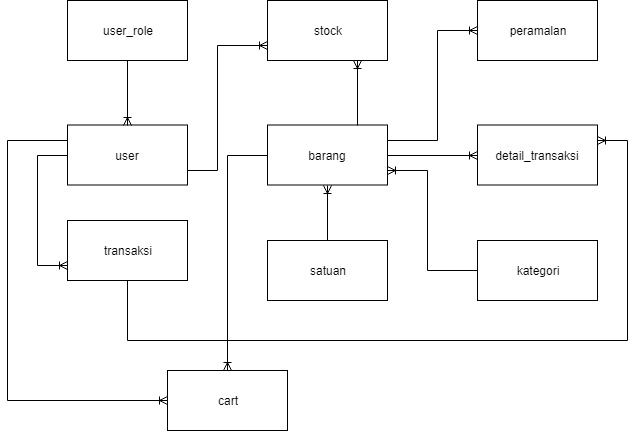 user_role
stock
peramalan
user
barang
detail_transaksi
transaksi
satuan
kategori
cart